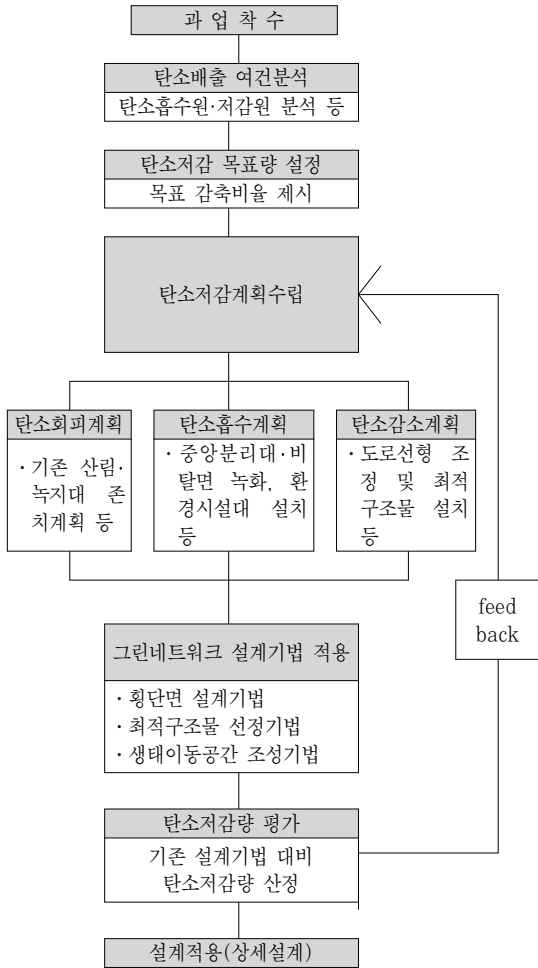 과 업 착 수
탄소배출 여건분석
탄소흡수원·저감원 분석 등
탄소저감 목표량 설정
목표 감축비율 제시
탄소저감계획수립
탄소회피계획
· 기존 산림·
녹지대 존
치계획 등
탄소흡수계획
· 중앙분리대·비
탈면 녹화, 환
경시설대 설치
등
탄소감소계획
· 도로선형 조
정 및 최적
구조물 설치
등
feed
back
그린네트워크 설계기법 적용
· 횡단면 설계기법
· 최적구조물 선정기법
· 생태이동공간 조성기법
탄소저감량 평가
기존 설계기법 대비
탄소저감량 산정
설계적용(상세설계)